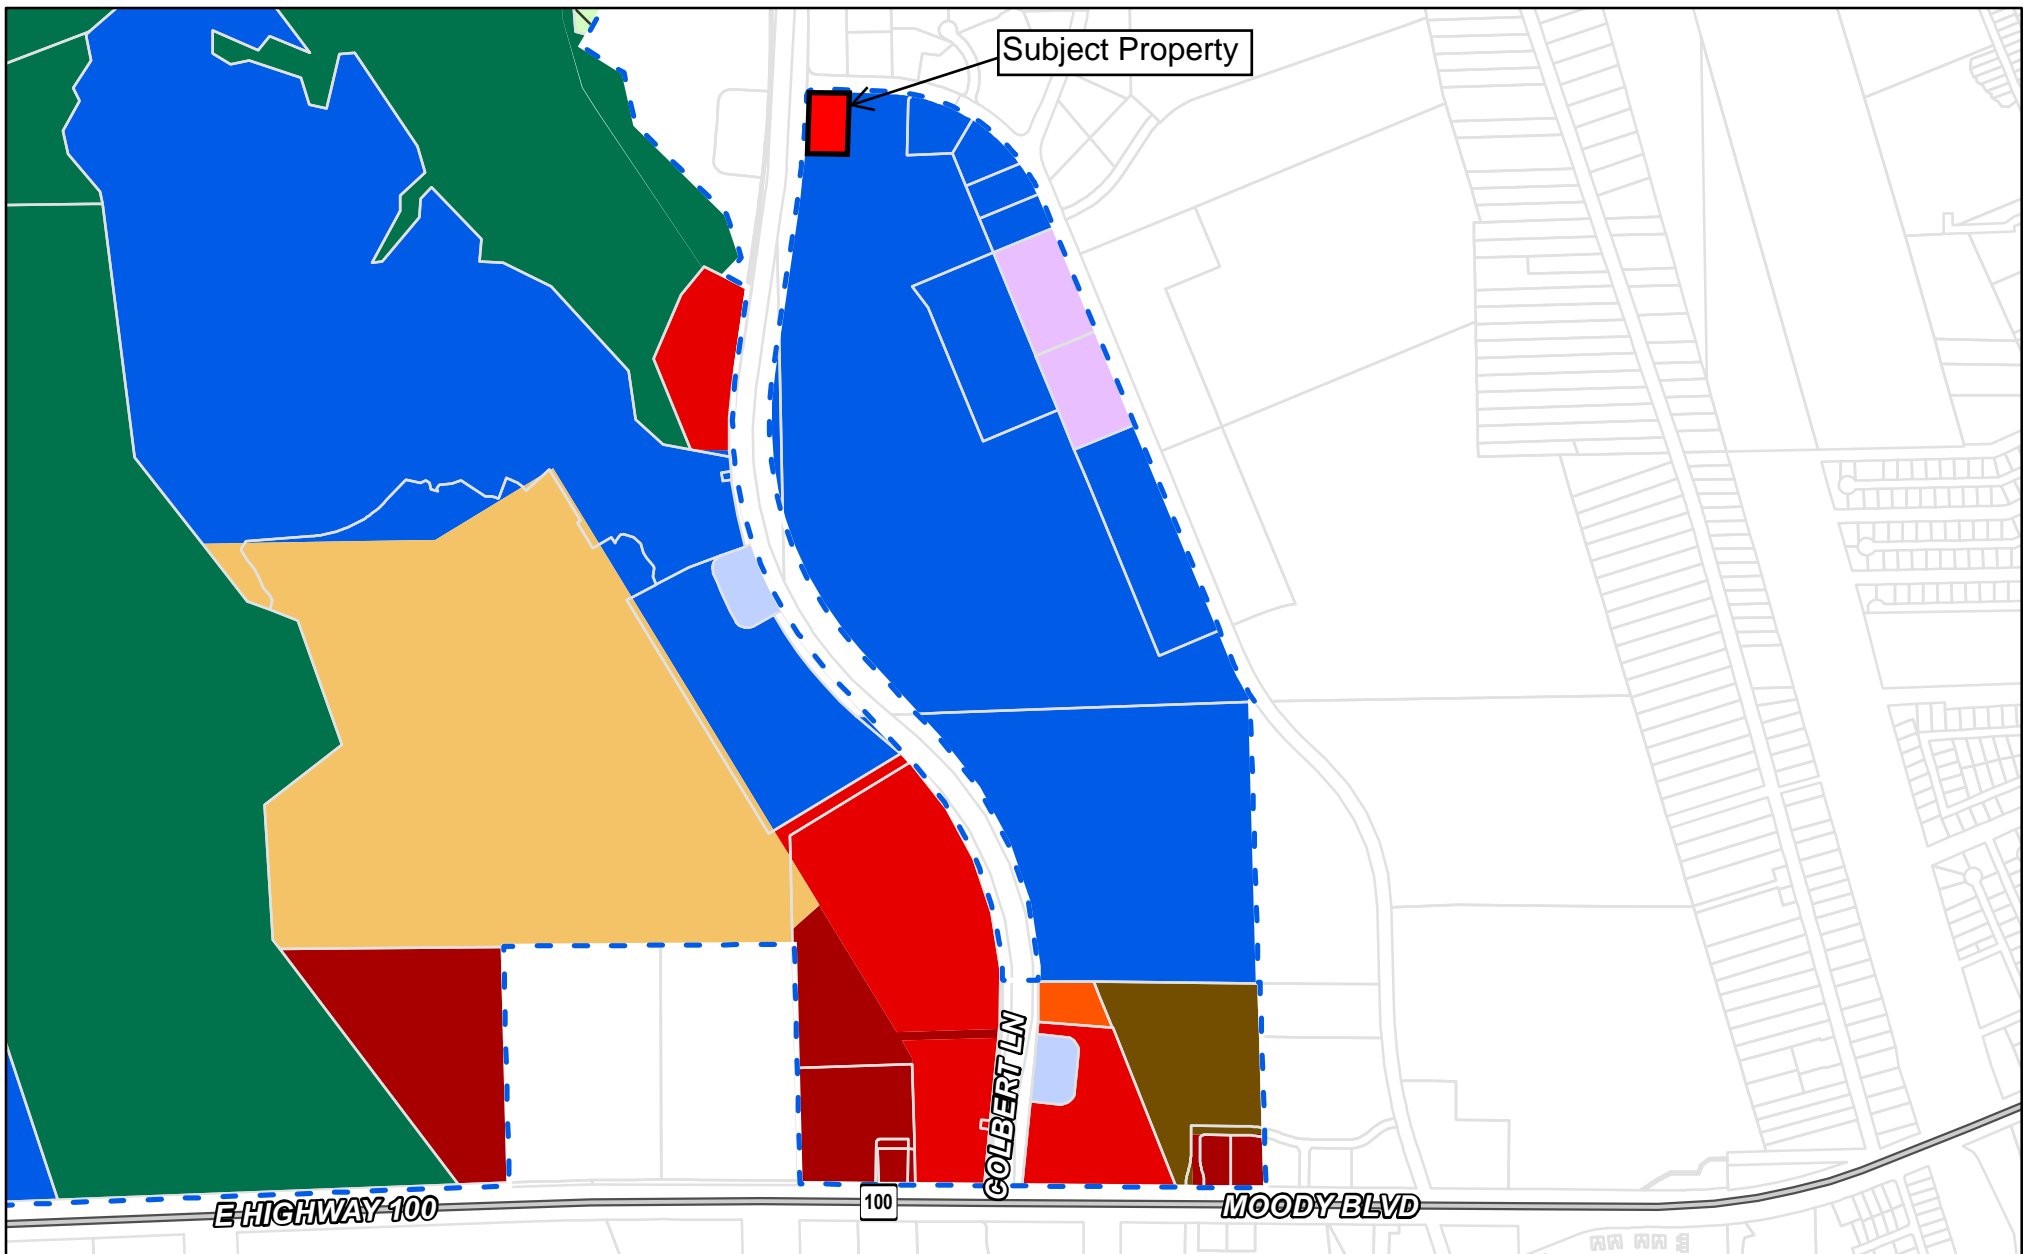 Subject Property
COLBERT LN
E HIGHWAY 100
100
MOODY BLVD